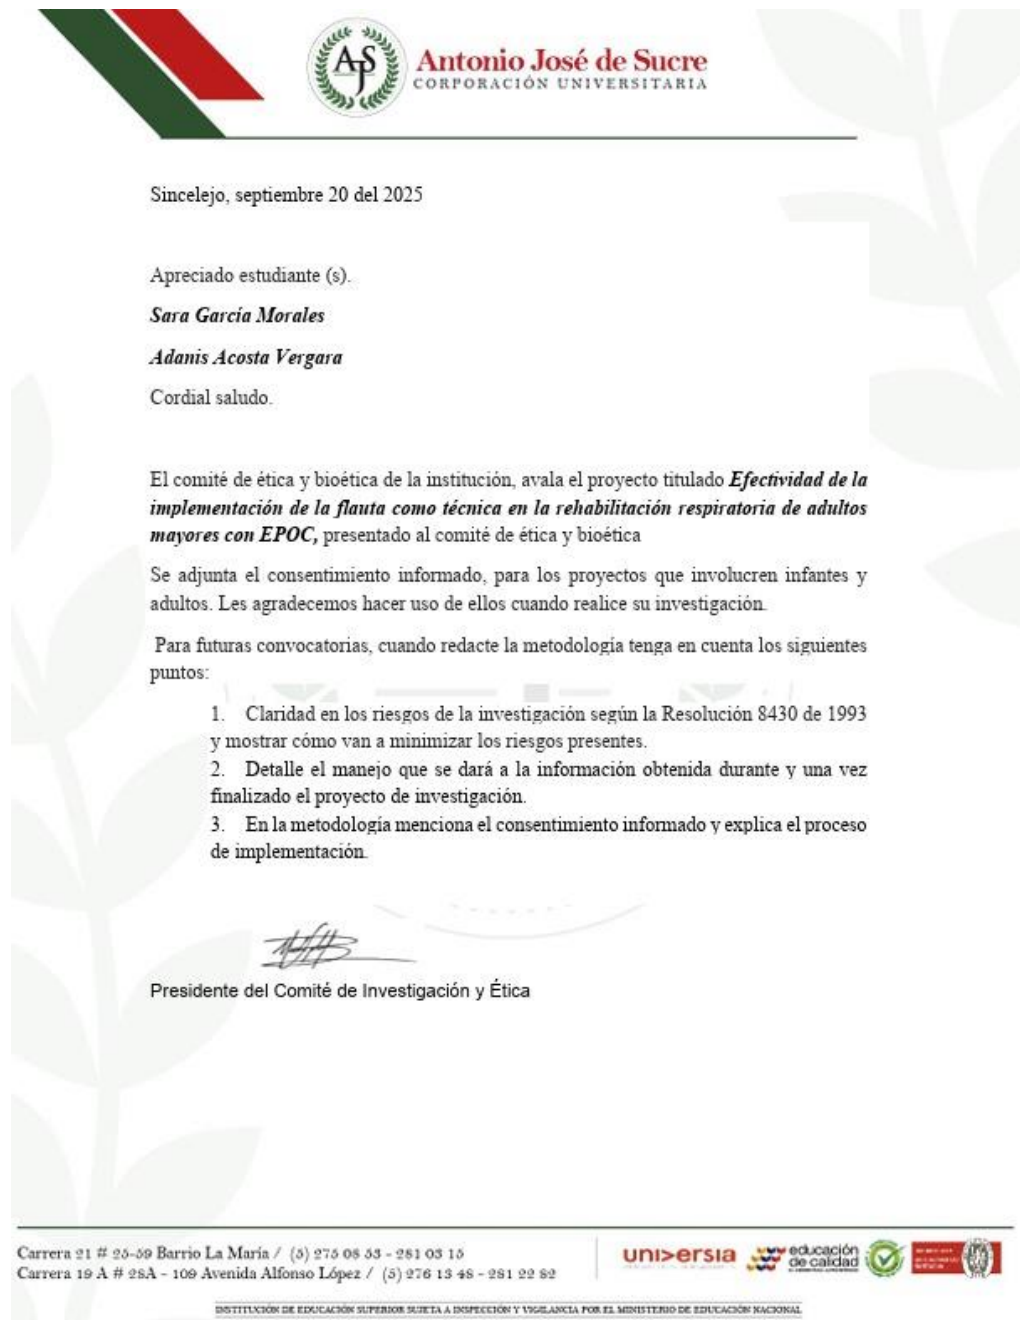 AJS
Antonio José de Sucre
CORPORACIÓN UNIVERSITARIA
Sincelejo, septiembre 20 del 2025
Apreciado estudiante (s).
Sara García Morales
Adanis Acosta Vergara
Cordial saludo.
El comité de ética y bioética de la institución, avala el proyecto titulado Efectividad de la
implementación de la flauta como técnica en la rehabilitación respiratoria de adultos
mayores con EPOC, presentado al comité de ética y bioética
Se adjunta el consentimiento informado, para los proyectos que involucren infantes y
adultos. Les agradecemos hacer uso de ellos cuando realice su investigación.
Para futuras convocatorias, cuando redacte la metodología tenga en cuenta los siguientes
puntos:
1. Claridad en los riesgos de la investigación según la Resolución 8430 de 1993
y mostrar cómo van a minimizar los riesgos presentes.
2. Detalle el manejo que se dará a la información obtenida durante y una vez
finalizado el proyecto de investigación.
3. En la metodología menciona el consentimiento informado y explica el proceso
de implementación.
Presidente del Comité de Investigación y Ética
Carrera 21 # 25-59 Barrio La María / (5) 275 08 53 - 281 03 15
Carrera 19 A # 28A - 109 Avenida Alfonso López / (5) 276 13 48 - 281 22 82
uni>ersia
educación
de calidad
INSTITUCIÓN DE EDUCACIÓN SUPERIOR SUJETA A INSPECCIÓN Y VIGILANCIA POR EL MINISTERIO DE EDUCACIÓN NACIONAL